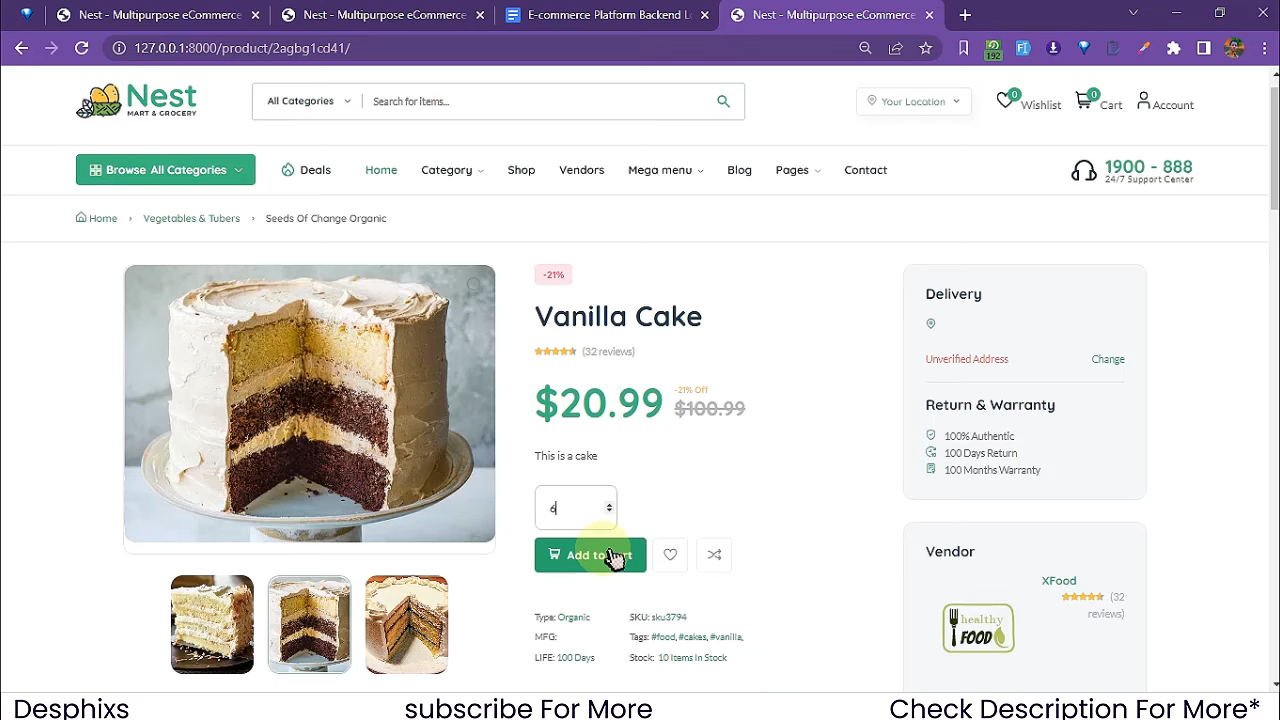 Nest - Multipurpose eCommerce
Nest - Multipurpose eCommerce
E-commerce Platform Backend Lo
Nest - Multipurpose eCommerce
127.0.0.1:8000/product/2agbg1cd41/
192
Nest
MART & GROCERY
All Categories
Search for items...
Your Location
0
Wishlist
0
Cart
Account
Browse All Categories
Deals
Home
Category
Shop
Vendors
Mega menu
Blog
Pages
Contact
1900 - 888
24/7 Support Center
Home
Vegetables & Tubers
Seeds Of Change Organic
-21%
Vanilla Cake
(32 reviews)
$20.99
-21% Off
$100.99
This is a cake
6
Add to
Type: Organic
SKU: sku3794
MFG:
Tags: #food, #cakes, #vanilla,
LIFE: 100 Days
Stock: 10 Items In Stock
Delivery
Unverified Address
Change
Return & Warranty
100% Authentic
100 Days Return
100 Months Warranty
Vendor
XFood
(32
reviews)
healthy
FOOD
Desphixs
subscribe For More
Check Description For More*